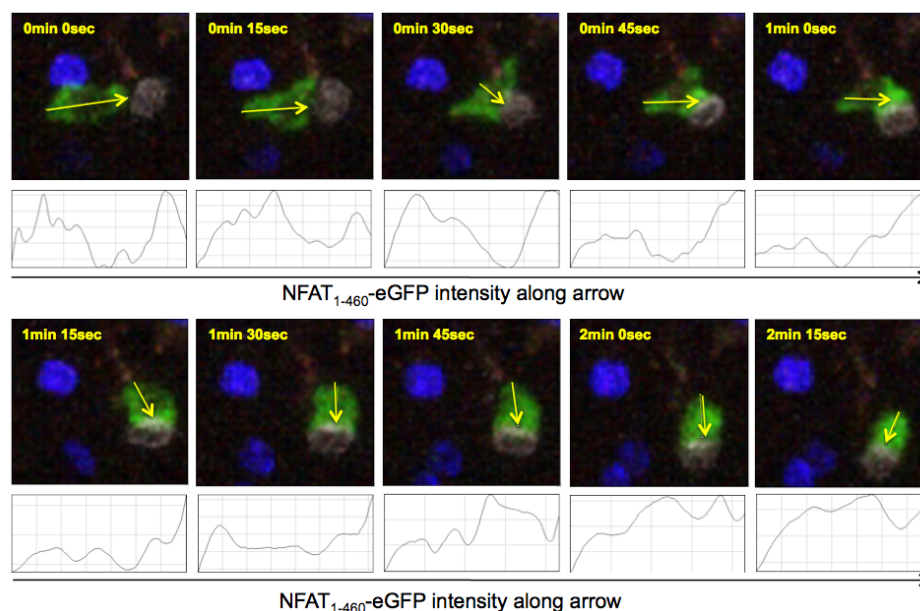 0min 0sec
0min 15sec
0min 30sec
0min 45sec
1min 0sec
NFAT1-460-eGFP intensity along arrow
1min 15sec
1min 30sec
1min 45sec
2min 0sec
2min 15sec
NFAT1-460-eGFP intensity along arrow